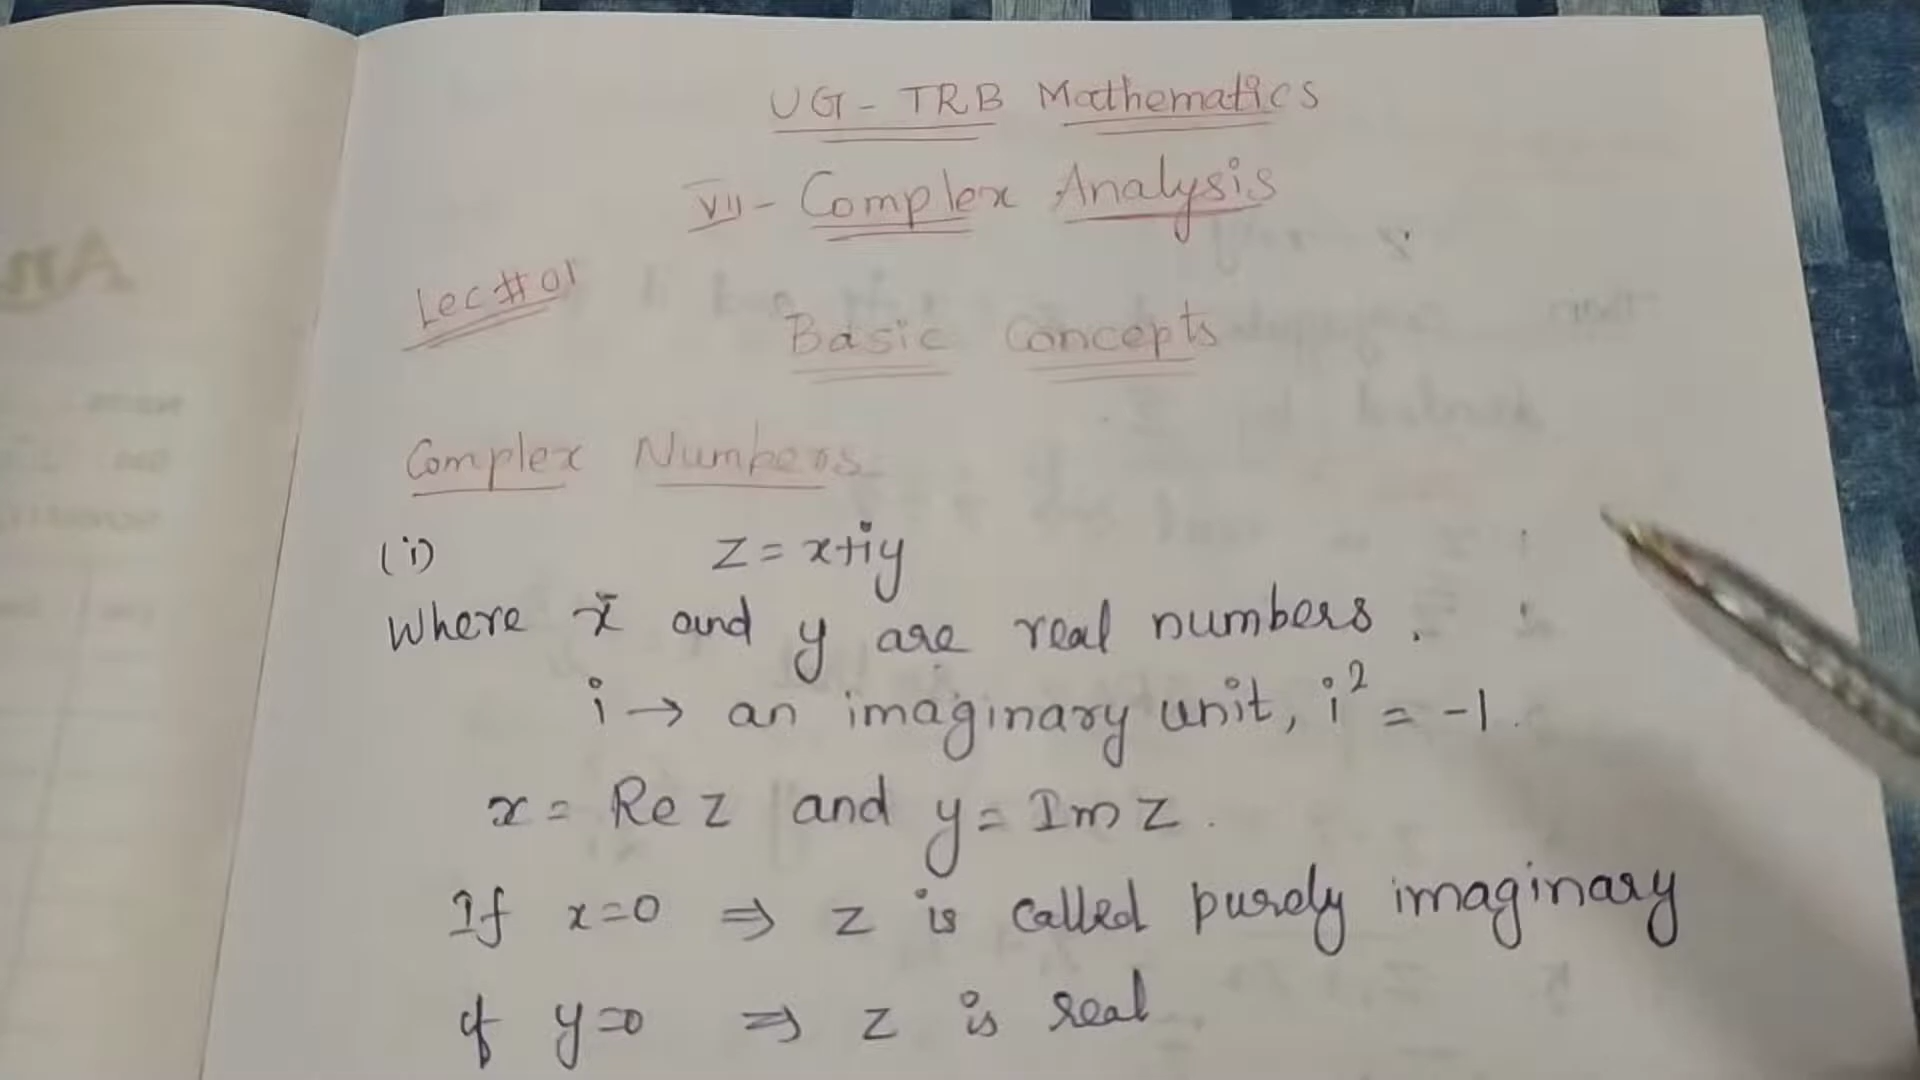 UG - TRB Mathematics
VII - Complex Analysis
Lec # 01
Basic Concepts
Complex Numbers
(i) z = x+iy
Where x and y are real numbers.
i → an imaginary unit, i² = -1.
x = Re z and y = Im z.
If x=0 ⇒ z is called purely imaginary
if y=0 ⇒ z is real